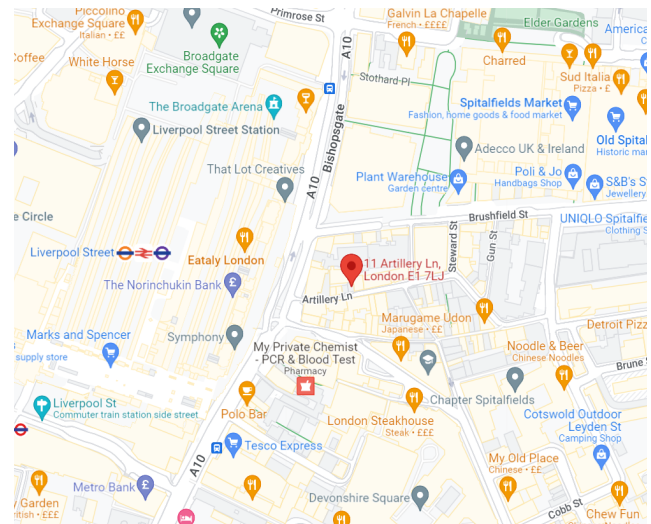 Piccolino
Exchange Square
Italian • ££
Primrose St
Galvin La Chapelle
French • ££££
Elder Gardens
Coffee
White Horse
Broadgate
Exchange Square
A10
Charred
America
Ca
Stothard Pl
Sud Italia
Pizza • £
The Broadgate Arena
Spitalfields Market
Fashion, home goods & food market
Liverpool Street Station
Bishopsgate
Old Spital
Historic mar
Adecco UK & Ireland
That Lot Creatives
A10
Plant Warehouse
Garden centre
Poli & Jo
Handbags Shop
S&B's St
Jewellery
e Circle
Brushfield St
UNIQLO Spitalfie
Clothing S
Liverpool Street
Eataly London
Steward St
Gun St
11 Artillery Ln,
London E1 7LJ
The Norinchukin Bank
Artillery Ln
Marks and Spencer
supply store
Symphony
Marugame Udon
Japanese • ££
Detroit Pizz
My Private Chemist
- PCR & Blood Test
Pharmacy
Noodle & Beer
Chinese Noodles
Brune S
Liverpool St
Commuter train station side street
Polo Bar
Chapter Spitalfields
London Steakhouse
Steak • £££
Cotswold Outdoor
Leyden St
Camping Shop
Tesco Express
A10
My Old Place
Chinese • ££
Metro Bank
y Garden
ritish • £££
Devonshire Square
Cobb St
Chew Fun